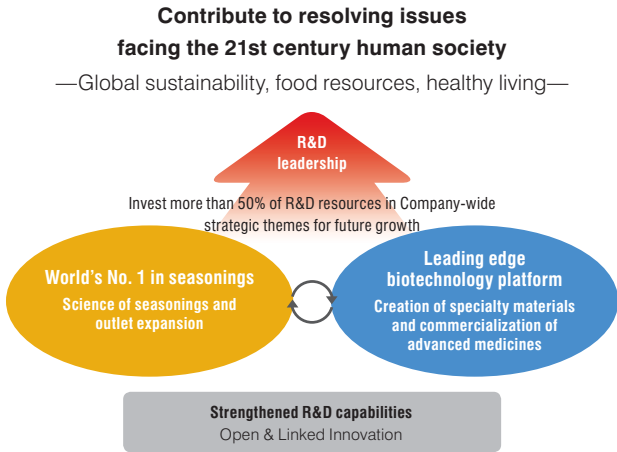 Contribute to resolving issues
facing the 21st century human society
—Global sustainability, food resources, healthy living—
R&D
leadership
Invest more than 50% of R&D resources in Company-wide
strategic themes for future growth
World's No. 1 in seasonings
Science of seasonings and
outlet expansion
Leading edge
biotechnology platform
Creation of specialty materials
and commercialization of
advanced medicines
Strengthened R&D capabilities
Open & Linked Innovation